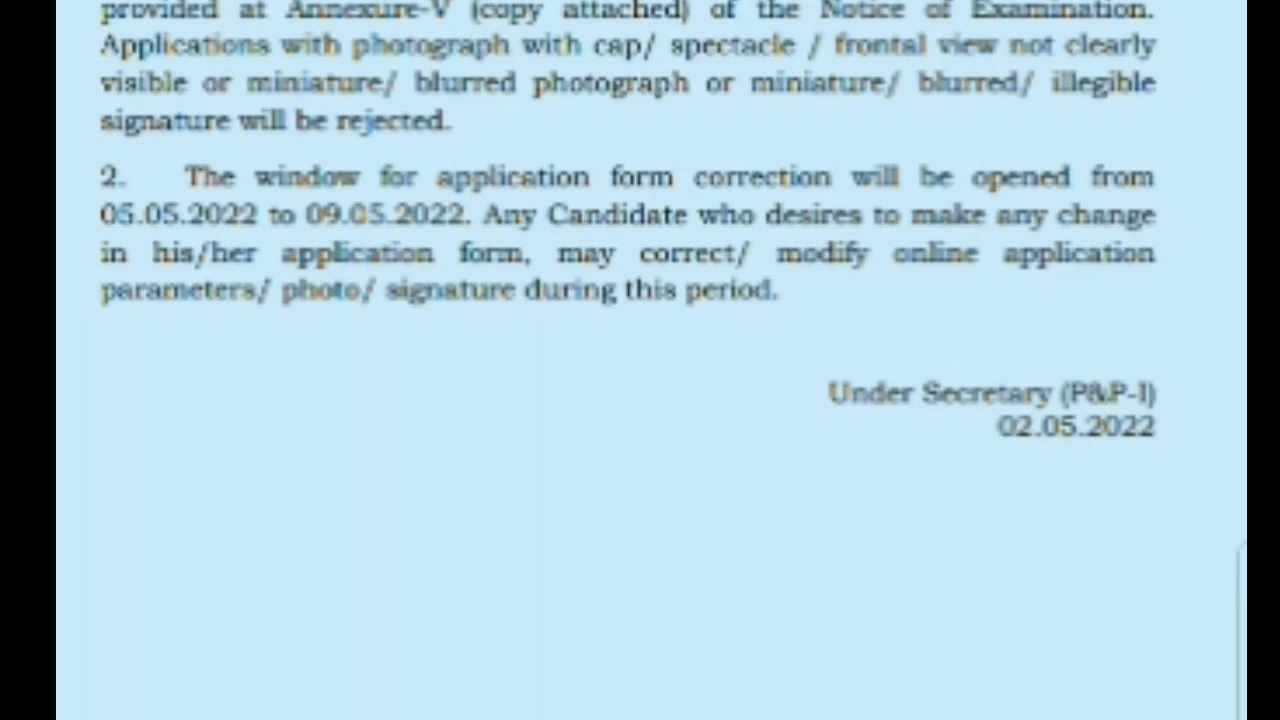 provided at Annexure-V (copy attached) of the Notice of Examination.
Applications with photograph with cap/ spectacle / frontal view not clearly
visible or miniature/ blurred photograph or miniature/ blurred/ illegible
signature will be rejected.
2. The window for application form correction will be opened from
05.05.2022 to 09.05.2022. Any Candidate who desires to make any change
in his/her application form, may correct/ modify online application
parameters/ photo/ signature during this period.
Under Secretary (P&P-I)
02.05.2022